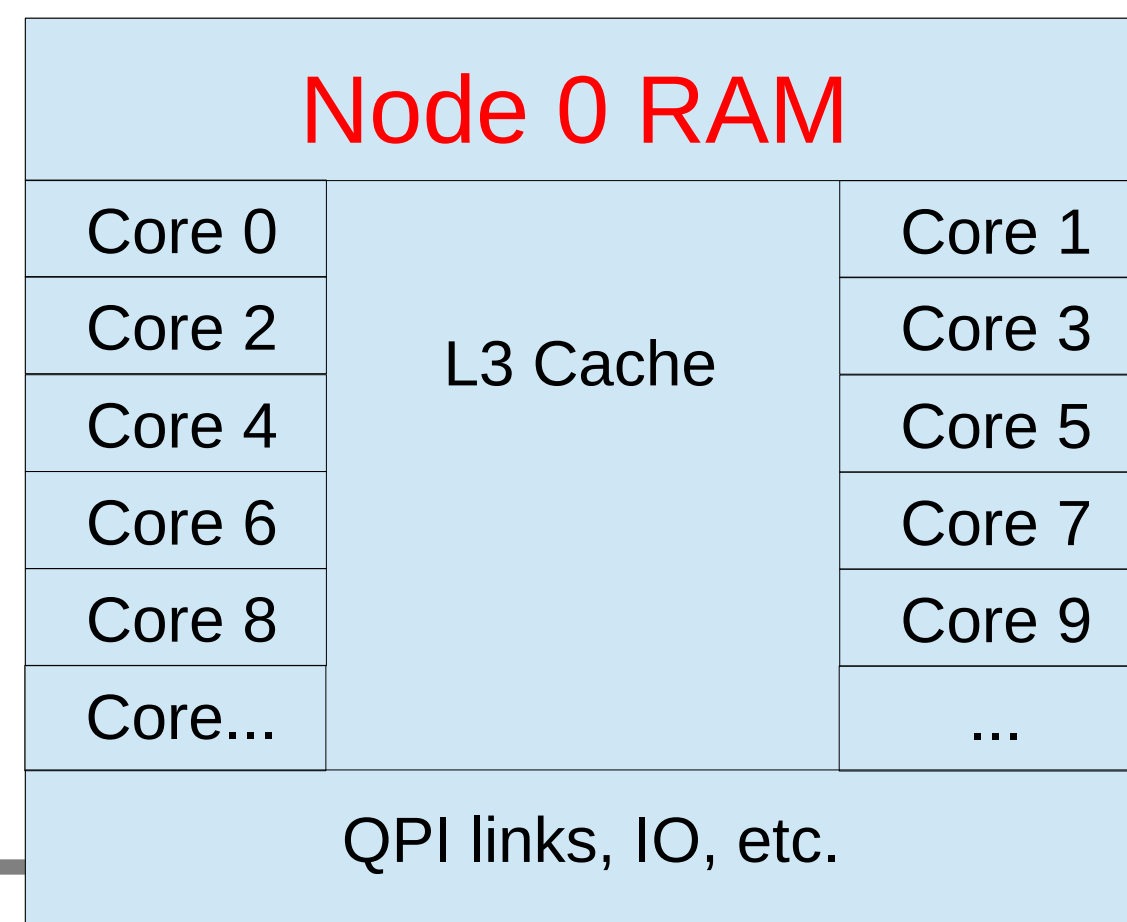 Node 0 RAM
Core 0
Core 1
Core 2
Core 3
L3 Cache
Core 4
Core 5
Core 6
Core 7
Core 8
Core 9
Core...
...
QPI links, IO, etc.